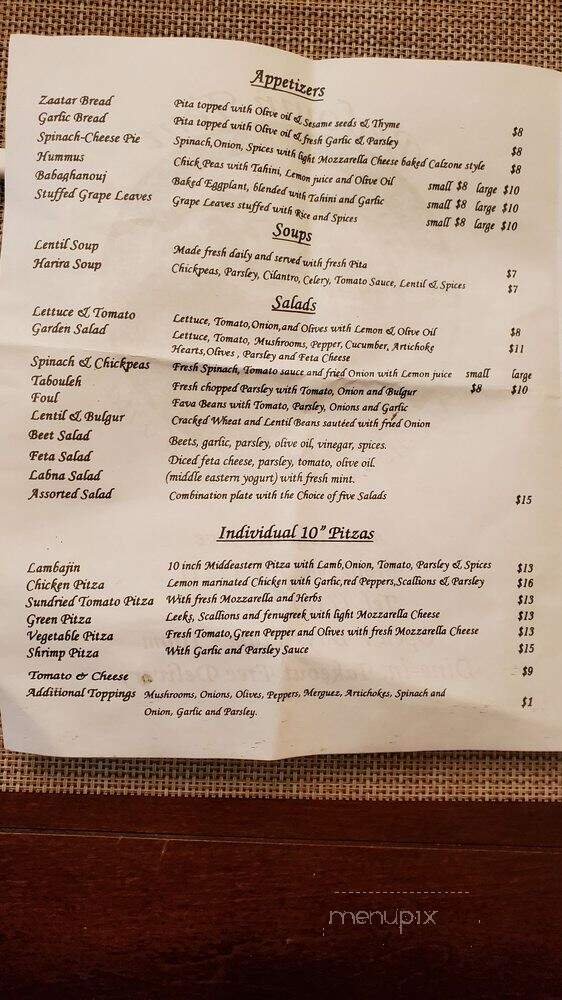 Appetizers
Zaatar Bread Pita topped with Olive oil & Sesame seeds & Thyme $8
Garlic Bread Pita topped with Olive oil & fresh Garlic & Parsley $8
Spinach-Cheese Pie Spinach,Onion, Spices with light Mozzarella Cheese baked Calzone style $8
Hummus Chick Peas with Tahini, Lemon juice and Olive Oil small $8 large $10
Babaghanouj Baked Eggplant, blended with Tahini and Garlic small $8 large $10
Stuffed Grape Leaves Grape Leaves stuffed with Rice and Spices small $8 large $10
Soups
Lentil Soup Made fresh daily and served with fresh Pita $7
Harira Soup Chickpeas, Parsley, Cilantro, Celery, Tomato Sauce, Lentil & Spices $7
Salads
Lettuce & Tomato Lettuce, Tomato,Onion,and Olives with Lemon & Olive Oil $8
Garden Salad Lettuce, Tomato, Mushrooms, Pepper, Cucumber, Artichoke $11
Hearts,Olives , Parsley and Feta Cheese
Spinach & Chickpeas Fresh Spinach, Tomato sauce and fried Onion with Lemon juice small large
Tabouleh Fresh chopped Parsley with Tomato, Onion and Bulgur $8 $10
Foul Fava Beans with Tomato, Parsley, Onions and Garlic
Lentil & Bulgur Cracked Wheat and Lentil Beans sautéed with fried Onion
Beet Salad Beets, garlic, parsley, olive oil, vinegar, spices.
Feta Salad Diced feta cheese, parsley, tomato, olive oil.
Labna Salad (middle eastern yogurt) with fresh mint.
Assorted Salad Combination plate with the Choice of five Salads $15
Individual 10" Pitzas
Lambajin 10 inch Middeastern Pitza with Lamb,Onion, Tomato, Parsley & Spices $13
Chicken Pitza Lemon marinated Chicken with Garlic,red Peppers,Scallions & Parsley $16
Sundried Tomato Pitza With fresh Mozzarella and Herbs $13
Green Pitza Leeks, Scallions and fenugreek with light Mozzarella Cheese $13
Vegetable Pitza Fresh Tomato,Green Pepper and Olives with fresh Mozzarella Cheese $13
Shrimp Pitza With Garlic and Parsley Sauce $15
Tomato & Cheese $9
Additional Toppings Mushrooms, Onions, Olives, Peppers, Merguez, Artichokes, Spinach and $1
Onion, Garlic and Parsley.
menupix